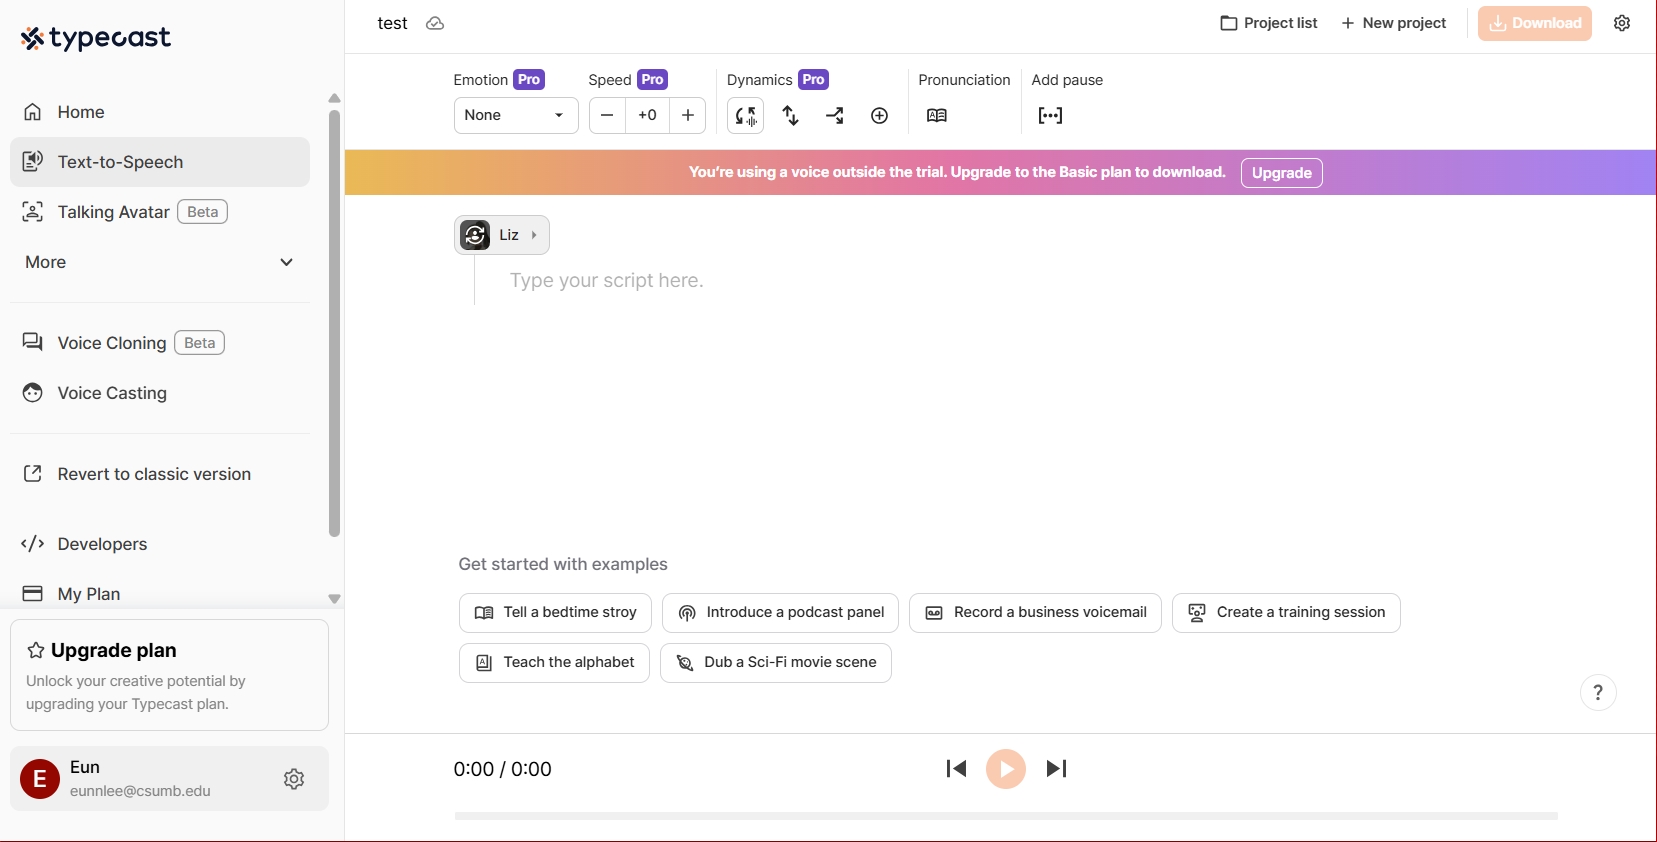 typecast
Home
Text-to-Speech
Talking Avatar Beta
More
Voice Cloning Beta
Voice Casting
Revert to classic version
Developers
My Plan
Upgrade plan
Unlock your creative potential by
upgrading your Typecast plan.
E
Eun
eunnlee@csumb.edu
test
Project list
New project
Download
Emotion Pro
Speed Pro
Dynamics Pro
Pronunciation
Add pause
None
+0
You're using a voice outside the trial. Upgrade to the Basic plan to download. Upgrade
Liz
Type your script here.
Get started with examples
Tell a bedtime stroy
Introduce a podcast panel
Record a business voicemail
Create a training session
Teach the alphabet
Dub a Sci-Fi movie scene
?
0:00 / 0:00